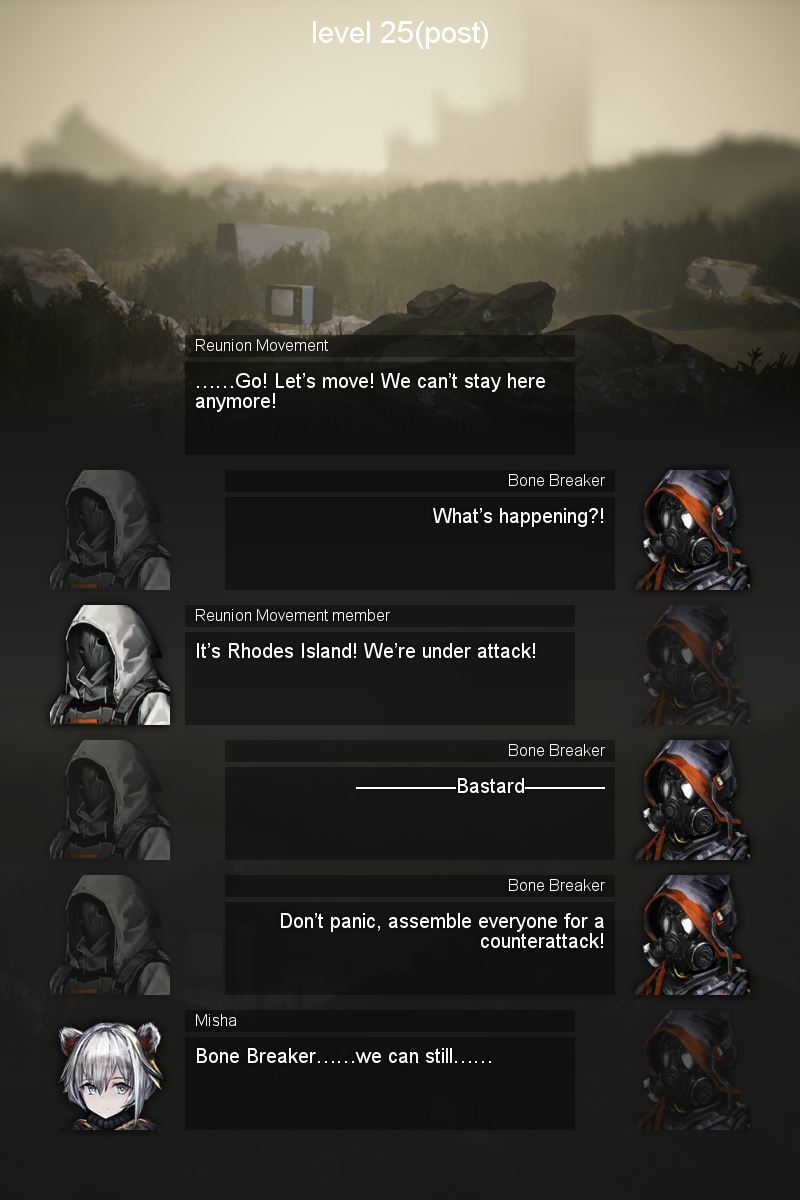 level 25(post)
Reunion Movement
……Go! Let’s move! We can’t stay here
anymore!
Bone Breaker
What’s happening?!
Reunion Movement member
It’s Rhodes Island! We’re under attack!
Bone Breaker
—————Bastard————
Bone Breaker
Don’t panic, assemble everyone for a
counterattack!
Misha
Bone Breaker……we can still……